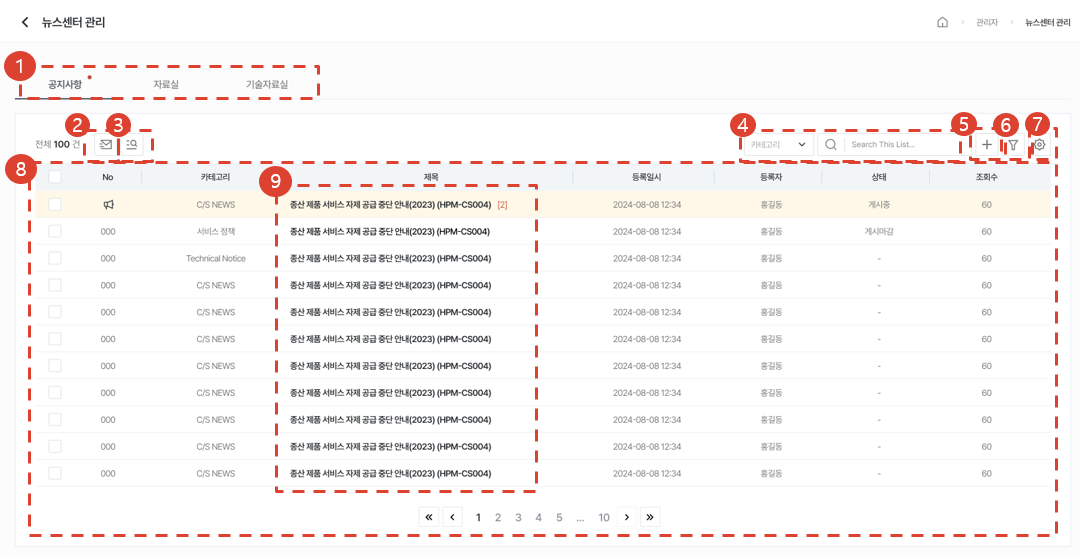 뉴스센터 관리
관리자
뉴스센터 관리
1
공지사항
자료실
기술자료실
2
3
4
5
6
7
전체 100 건
카테고리
Search This List...
8
No
카테고리
9
제목
등록일시
등록자
상태
조회수
C/S NEWS 종산 제품 서비스 자제 공급 중단 안내(2023) (HPM-CS004) [2] 2024-08-08 12:34 홍길동 게시중 60
000 서비스 정책 종산 제품 서비스 자제 공급 중단 안내(2023) (HPM-CS004) 2024-08-08 12:34 홍길동 게시마감 60
000 Technical Notice 종산 제품 서비스 자제 공급 중단 안내(2023) (HPM-CS004) 2024-08-08 12:34 홍길동 - 60
000 C/S NEWS 종산 제품 서비스 자제 공급 중단 안내(2023) (HPM-CS004) 2024-08-08 12:34 홍길동 - 60
000 C/S NEWS 종산 제품 서비스 자제 공급 중단 안내(2023) (HPM-CS004) 2024-08-08 12:34 홍길동 - 60
000 C/S NEWS 종산 제품 서비스 자제 공급 중단 안내(2023) (HPM-CS004) 2024-08-08 12:34 홍길동 - 60
000 C/S NEWS 종산 제품 서비스 자제 공급 중단 안내(2023) (HPM-CS004) 2024-08-08 12:34 홍길동 - 60
000 C/S NEWS 종산 제품 서비스 자제 공급 중단 안내(2023) (HPM-CS004) 2024-08-08 12:34 홍길동 - 60
000 C/S NEWS 종산 제품 서비스 자제 공급 중단 안내(2023) (HPM-CS004) 2024-08-08 12:34 홍길동 - 60
000 C/S NEWS 종산 제품 서비스 자제 공급 중단 안내(2023) (HPM-CS004) 2024-08-08 12:34 홍길동 - 60
000 C/S NEWS 종산 제품 서비스 자제 공급 중단 안내(2023) (HPM-CS004) 2024-08-08 12:34 홍길동 - 60
« ‹ 1 2 3 4 5 ... 10 › »